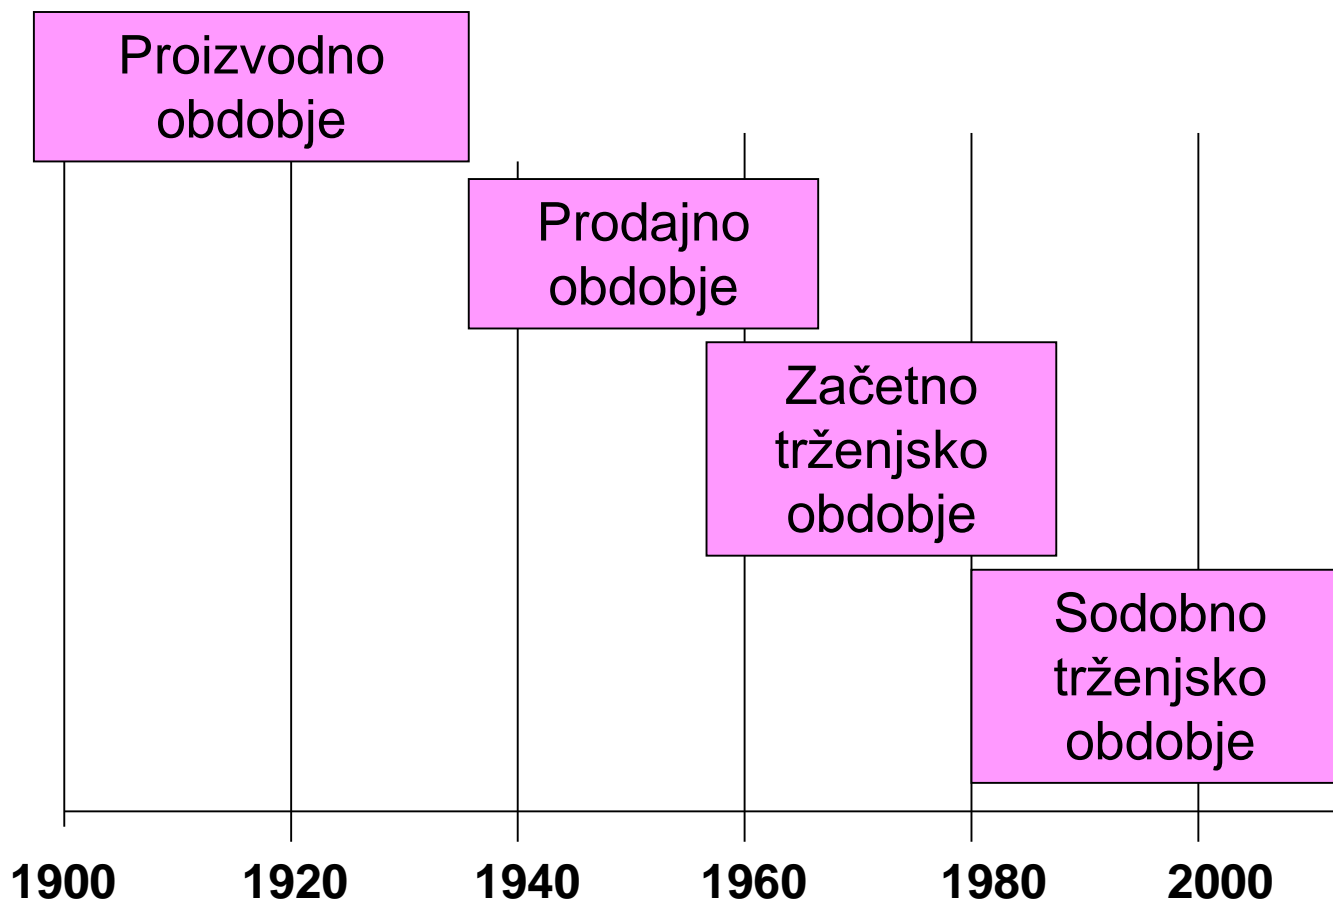 Proizvodno
obdobje
Prodajno
obdobje
Začetno
trženjsko
obdobje
Sodobno
trženjsko
obdobje
1900 1920 1940 1960 1980 2000